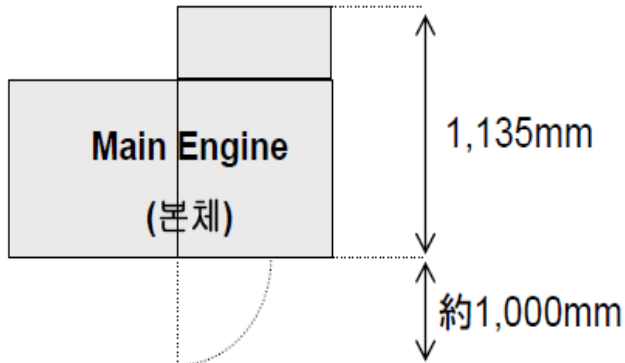 1,135mm
Main Engine
(본체)
約1,000mm